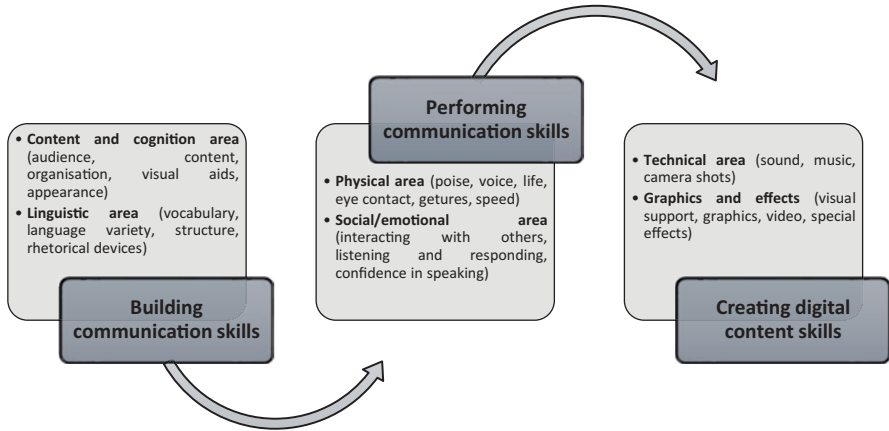 • Content and cognition area
(audience, content,
organisation, visual aids,
appearance)
• Linguistic area (vocabulary,
language variety, structure,
rhetorical devices)
Building
communication skills
Performing
communication skills
• Physical area (poise, voice, life,
eye contact, getures, speed)
• Social/emotional area
(interacting with others,
listening and responding,
confidence in speaking)
• Technical area (sound, music,
camera shots)
• Graphics and effects (visual
support, graphics, video, special
effects)
Creating digital
content skills